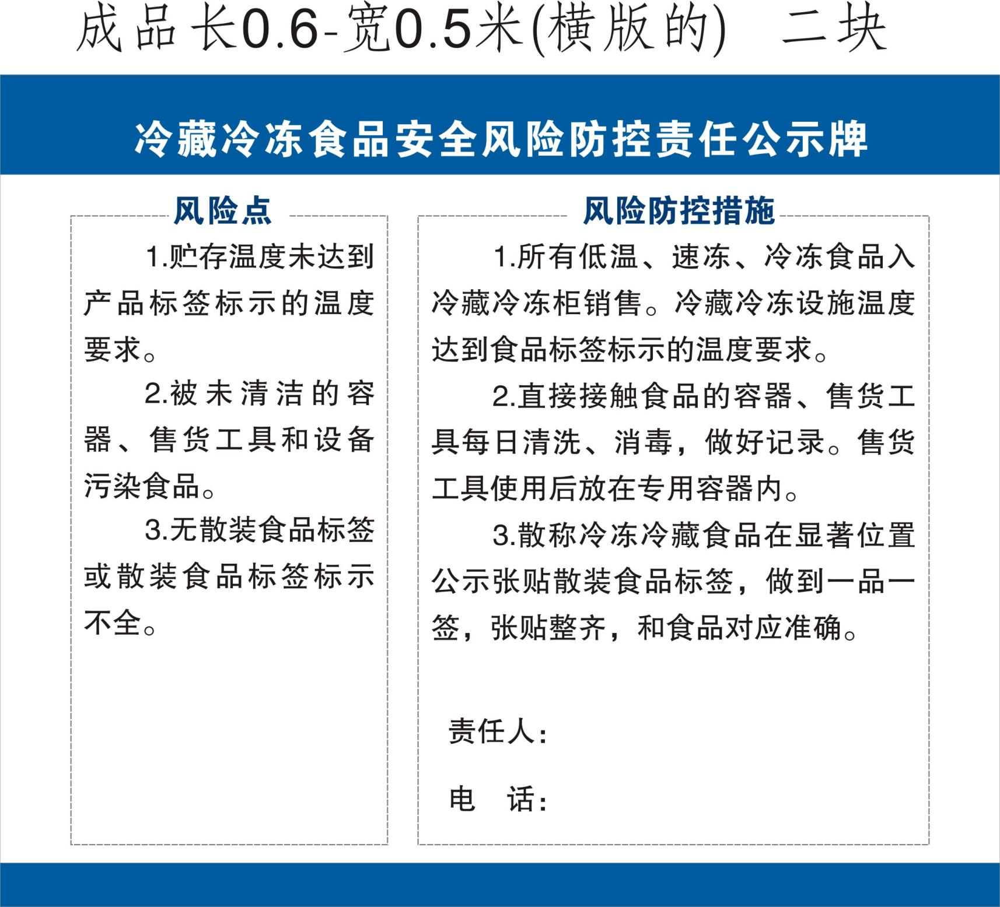 成品长0.6-宽0.5米(横版的)　二块
冷藏冷冻食品安全风险防控责任公示牌
风险点
1.贮存温度未达到
产品标签标示的温度
要求。
2.被未清洁的容
器、售货工具和设备
污染食品。
3.无散装食品标签
或散装食品标签标示
不全。
风险防控措施
1.所有低温、速冻、冷冻食品入
冷藏冷冻柜销售。冷藏冷冻设施温度
达到食品标签标示的温度要求。
2.直接接触食品的容器、售货工
具每日清洗、消毒，做好记录。售货
工具使用后放在专用容器内。
3.散称冷冻冷藏食品在显著位置
公示张贴散装食品标签，做到一品一
签，张贴整齐，和食品对应准确。
责任人：
电　话：